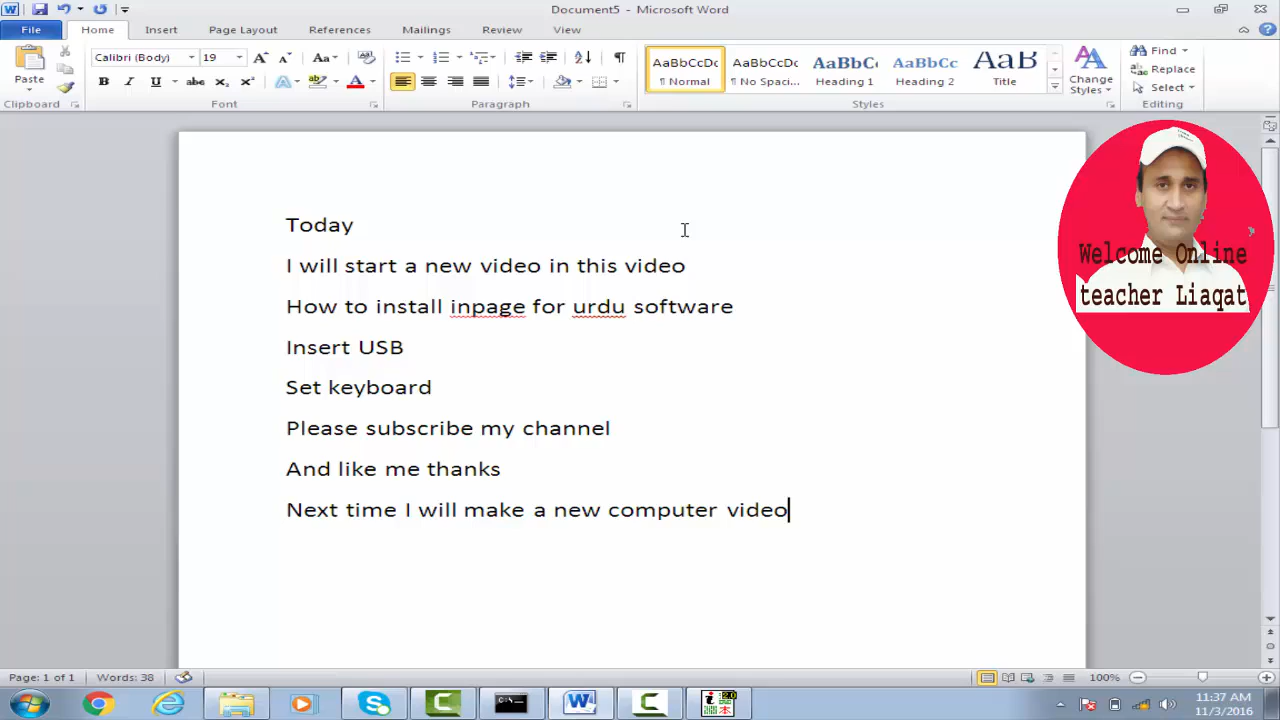 Document5 - Microsoft Word
File Home Insert Page Layout References Mailings Review View
Calibri (Body) 19
Paste
Clipboard Font Paragraph Styles Editing
AaBbCcDc AaBbCcDc AaBbCc AaBbCc AaB
¶ Normal ¶ No Spaci... Heading 1 Heading 2 Title
Change Styles
Find
Replace
Select
Today
I will start a new video in this video
How to install inpage for urdu software
Insert USB
Set keyboard
Please subscribe my channel
And like me thanks
Next time I will make a new computer video
Welcome Online
teacher Liaqat
Page: 1 of 1 Words: 38 100%
11:37 AM
11/3/2016